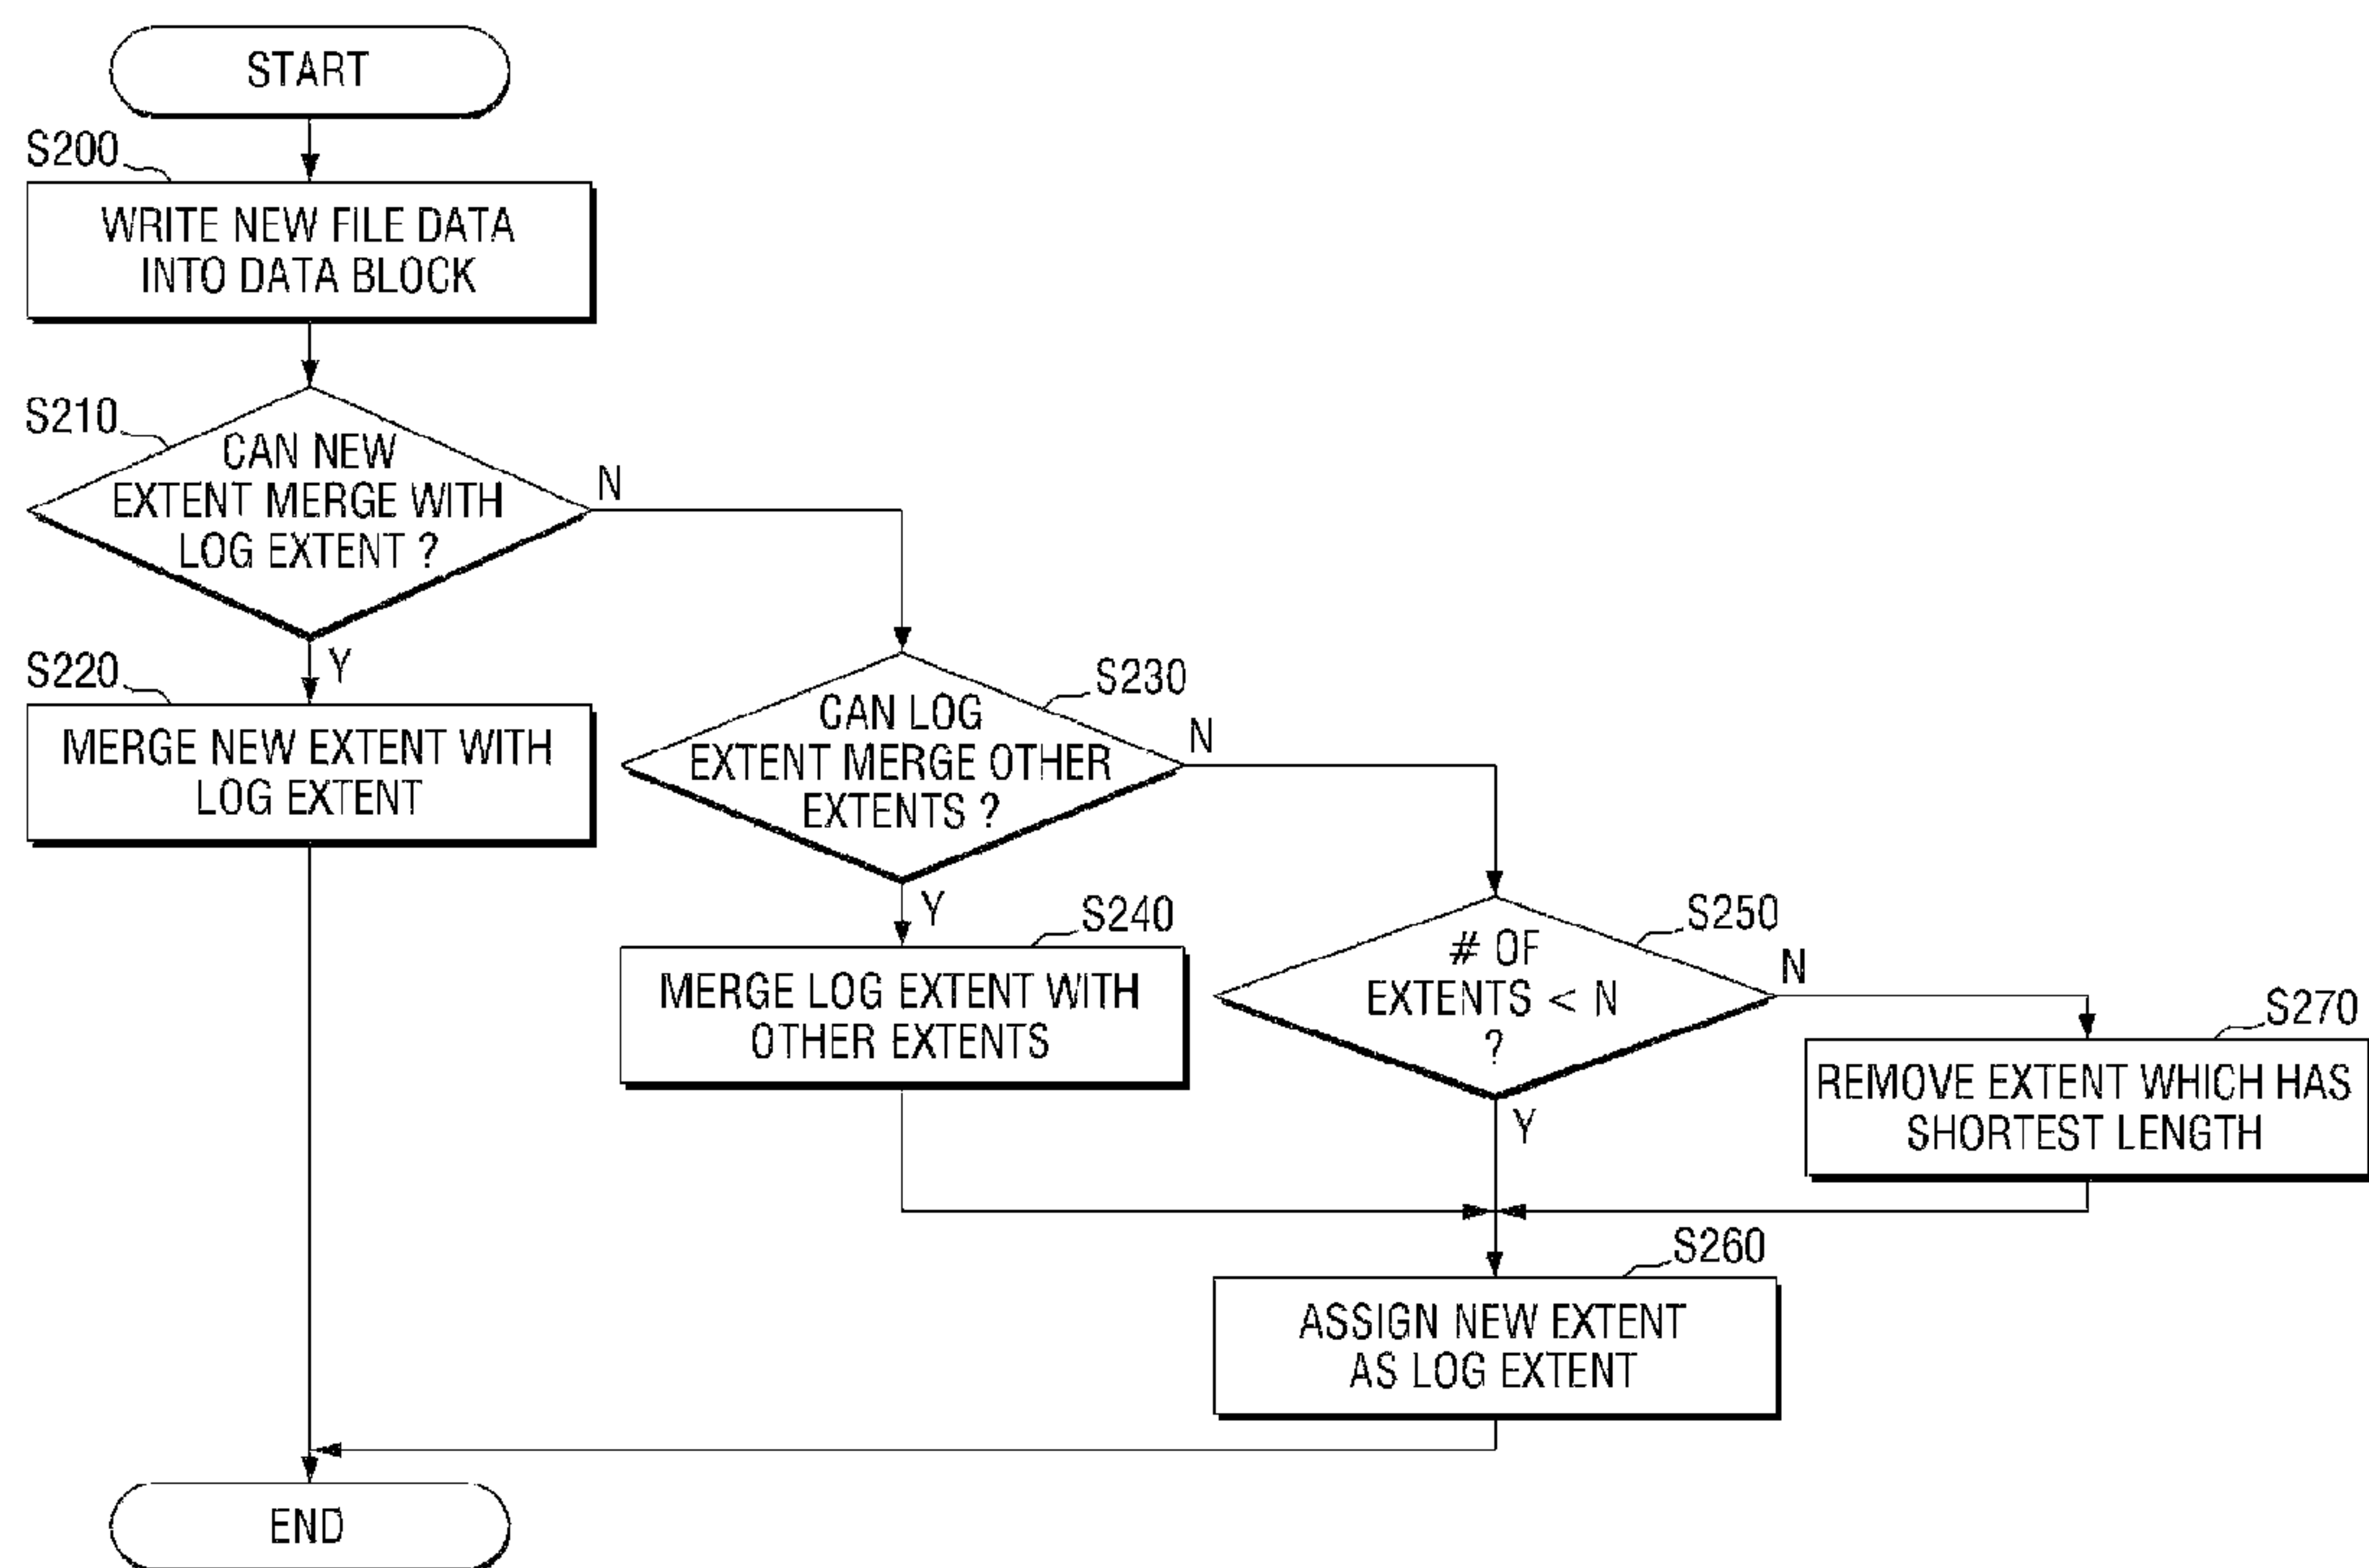 START
S200
WRITE NEW FILE DATA
INTO DATA BLOCK
S210
CAN NEW
EXTENT MERGE WITH
LOG EXTENT ?
N
Y
S220
MERGE NEW EXTENT WITH
LOG EXTENT
S230
CAN LOG
EXTENT MERGE OTHER
EXTENTS ?
N
Y
S240
MERGE LOG EXTENT WITH
OTHER EXTENTS
S250
# OF
EXTENTS < N
?
N
Y
S270
REMOVE EXTENT WHICH HAS
SHORTEST LENGTH
S260
ASSIGN NEW EXTENT
AS LOG EXTENT
END